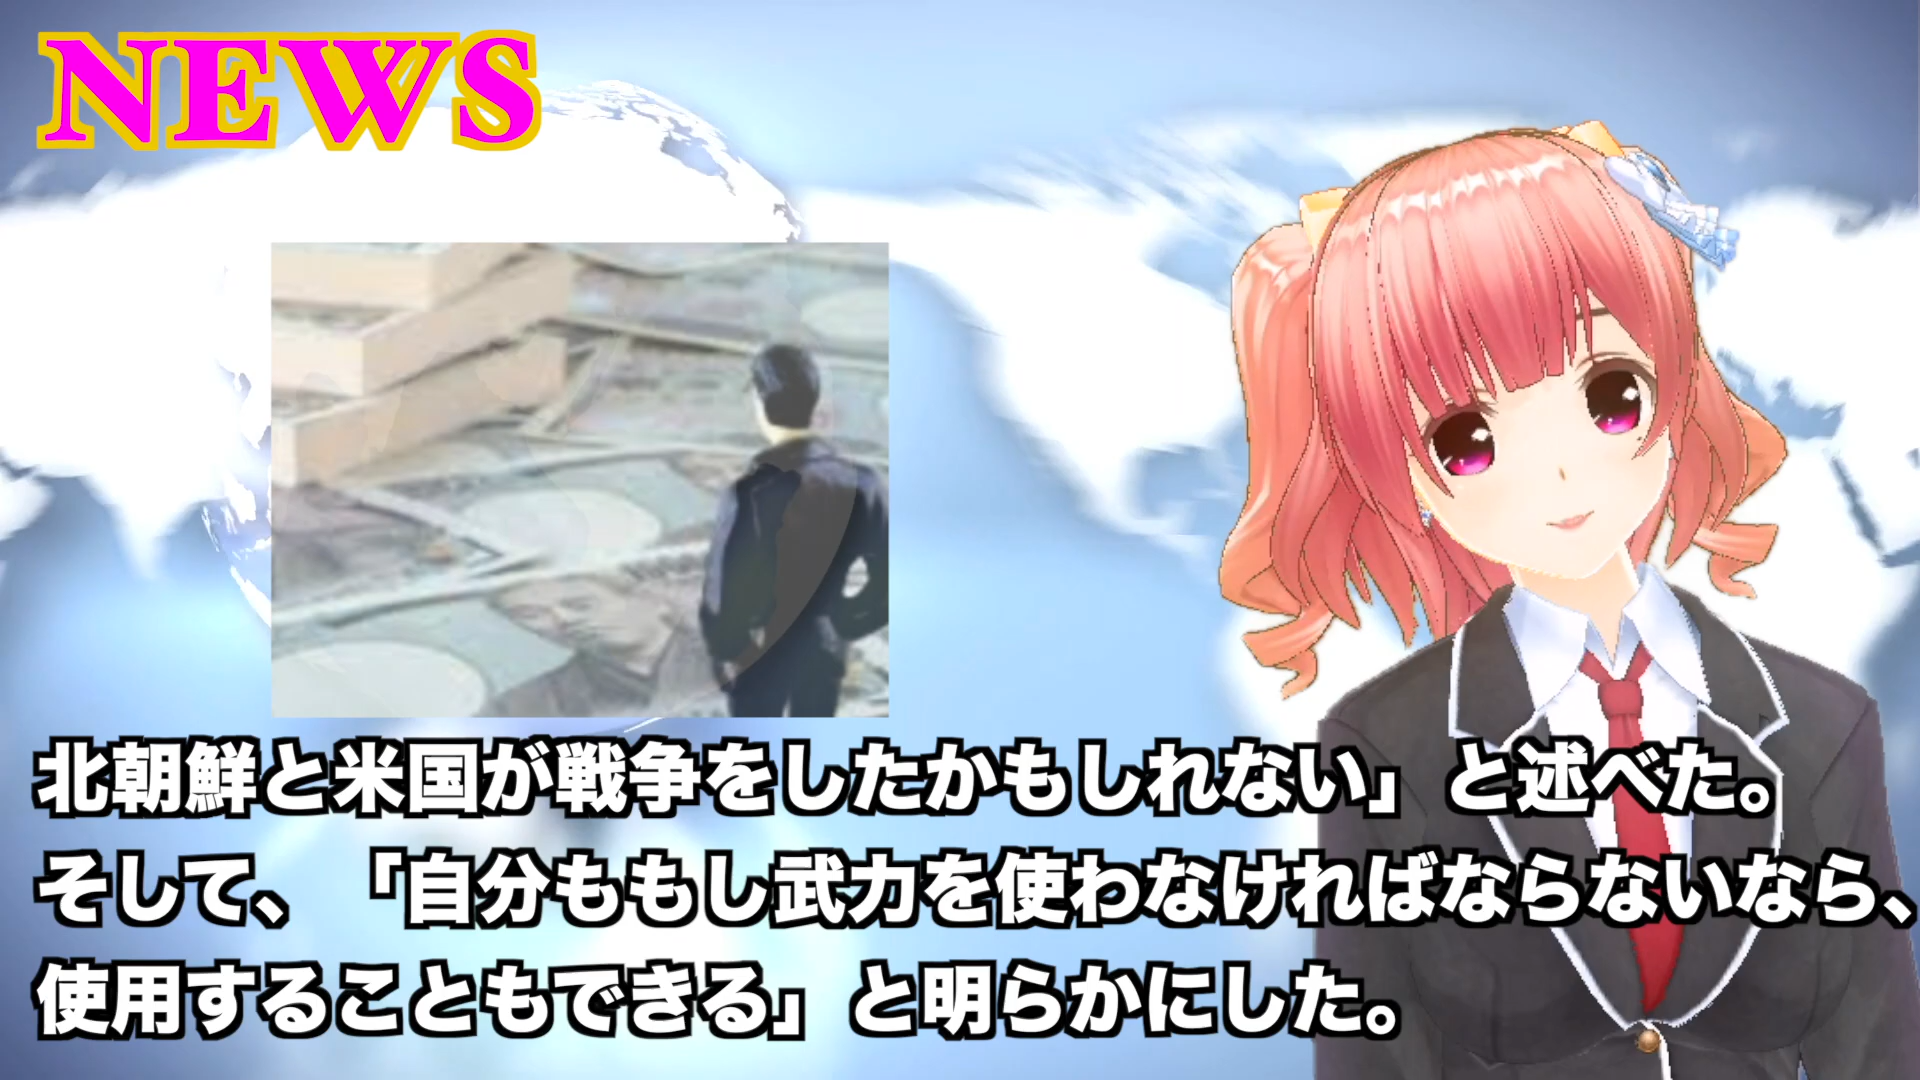 NEWS
北朝鮮と米国が戦争をしたかもしれない」と述べた。
そして、「自分ももし武力を使わなければならないなら、
使用することもできる」と明らかにした。